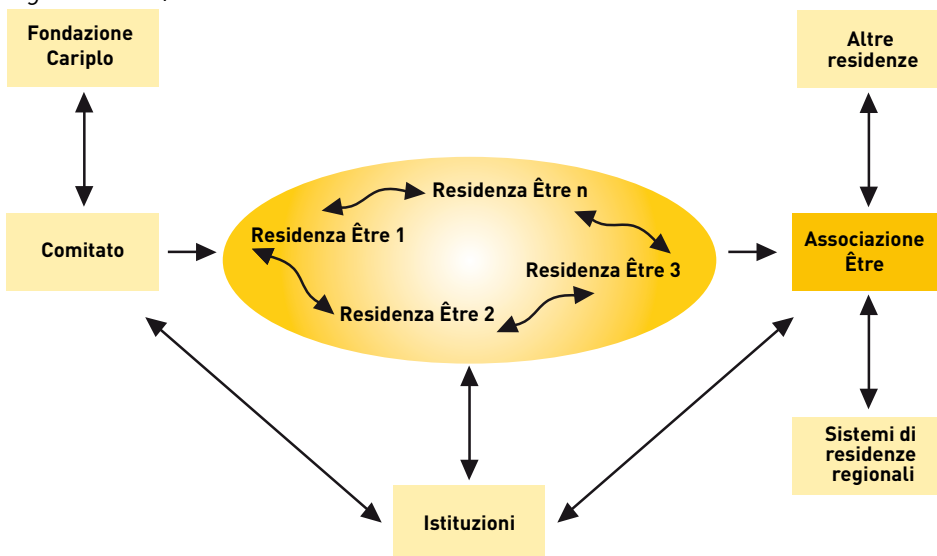 Fondazione
Cariplo
Altre
residenze
Residenza Être n
Comitato
Residenza Être 1
Associazione
Être
Residenza Être 3
Residenza Être 2
Sistemi di
residenze
regionali
Istituzioni